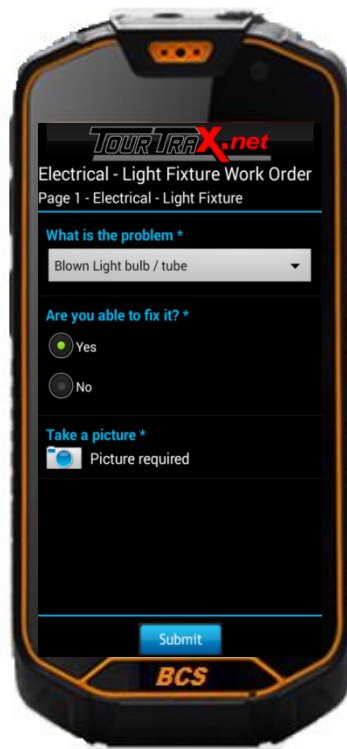 TOURTRAX.net
Electrical - Light Fixture Work Order
Page 1 - Electrical - Light Fixture
What is the problem *
Blown Light bulb / tube
Are you able to fix it? *
Yes
No
Take a picture *
Picture required
Submit
BCS